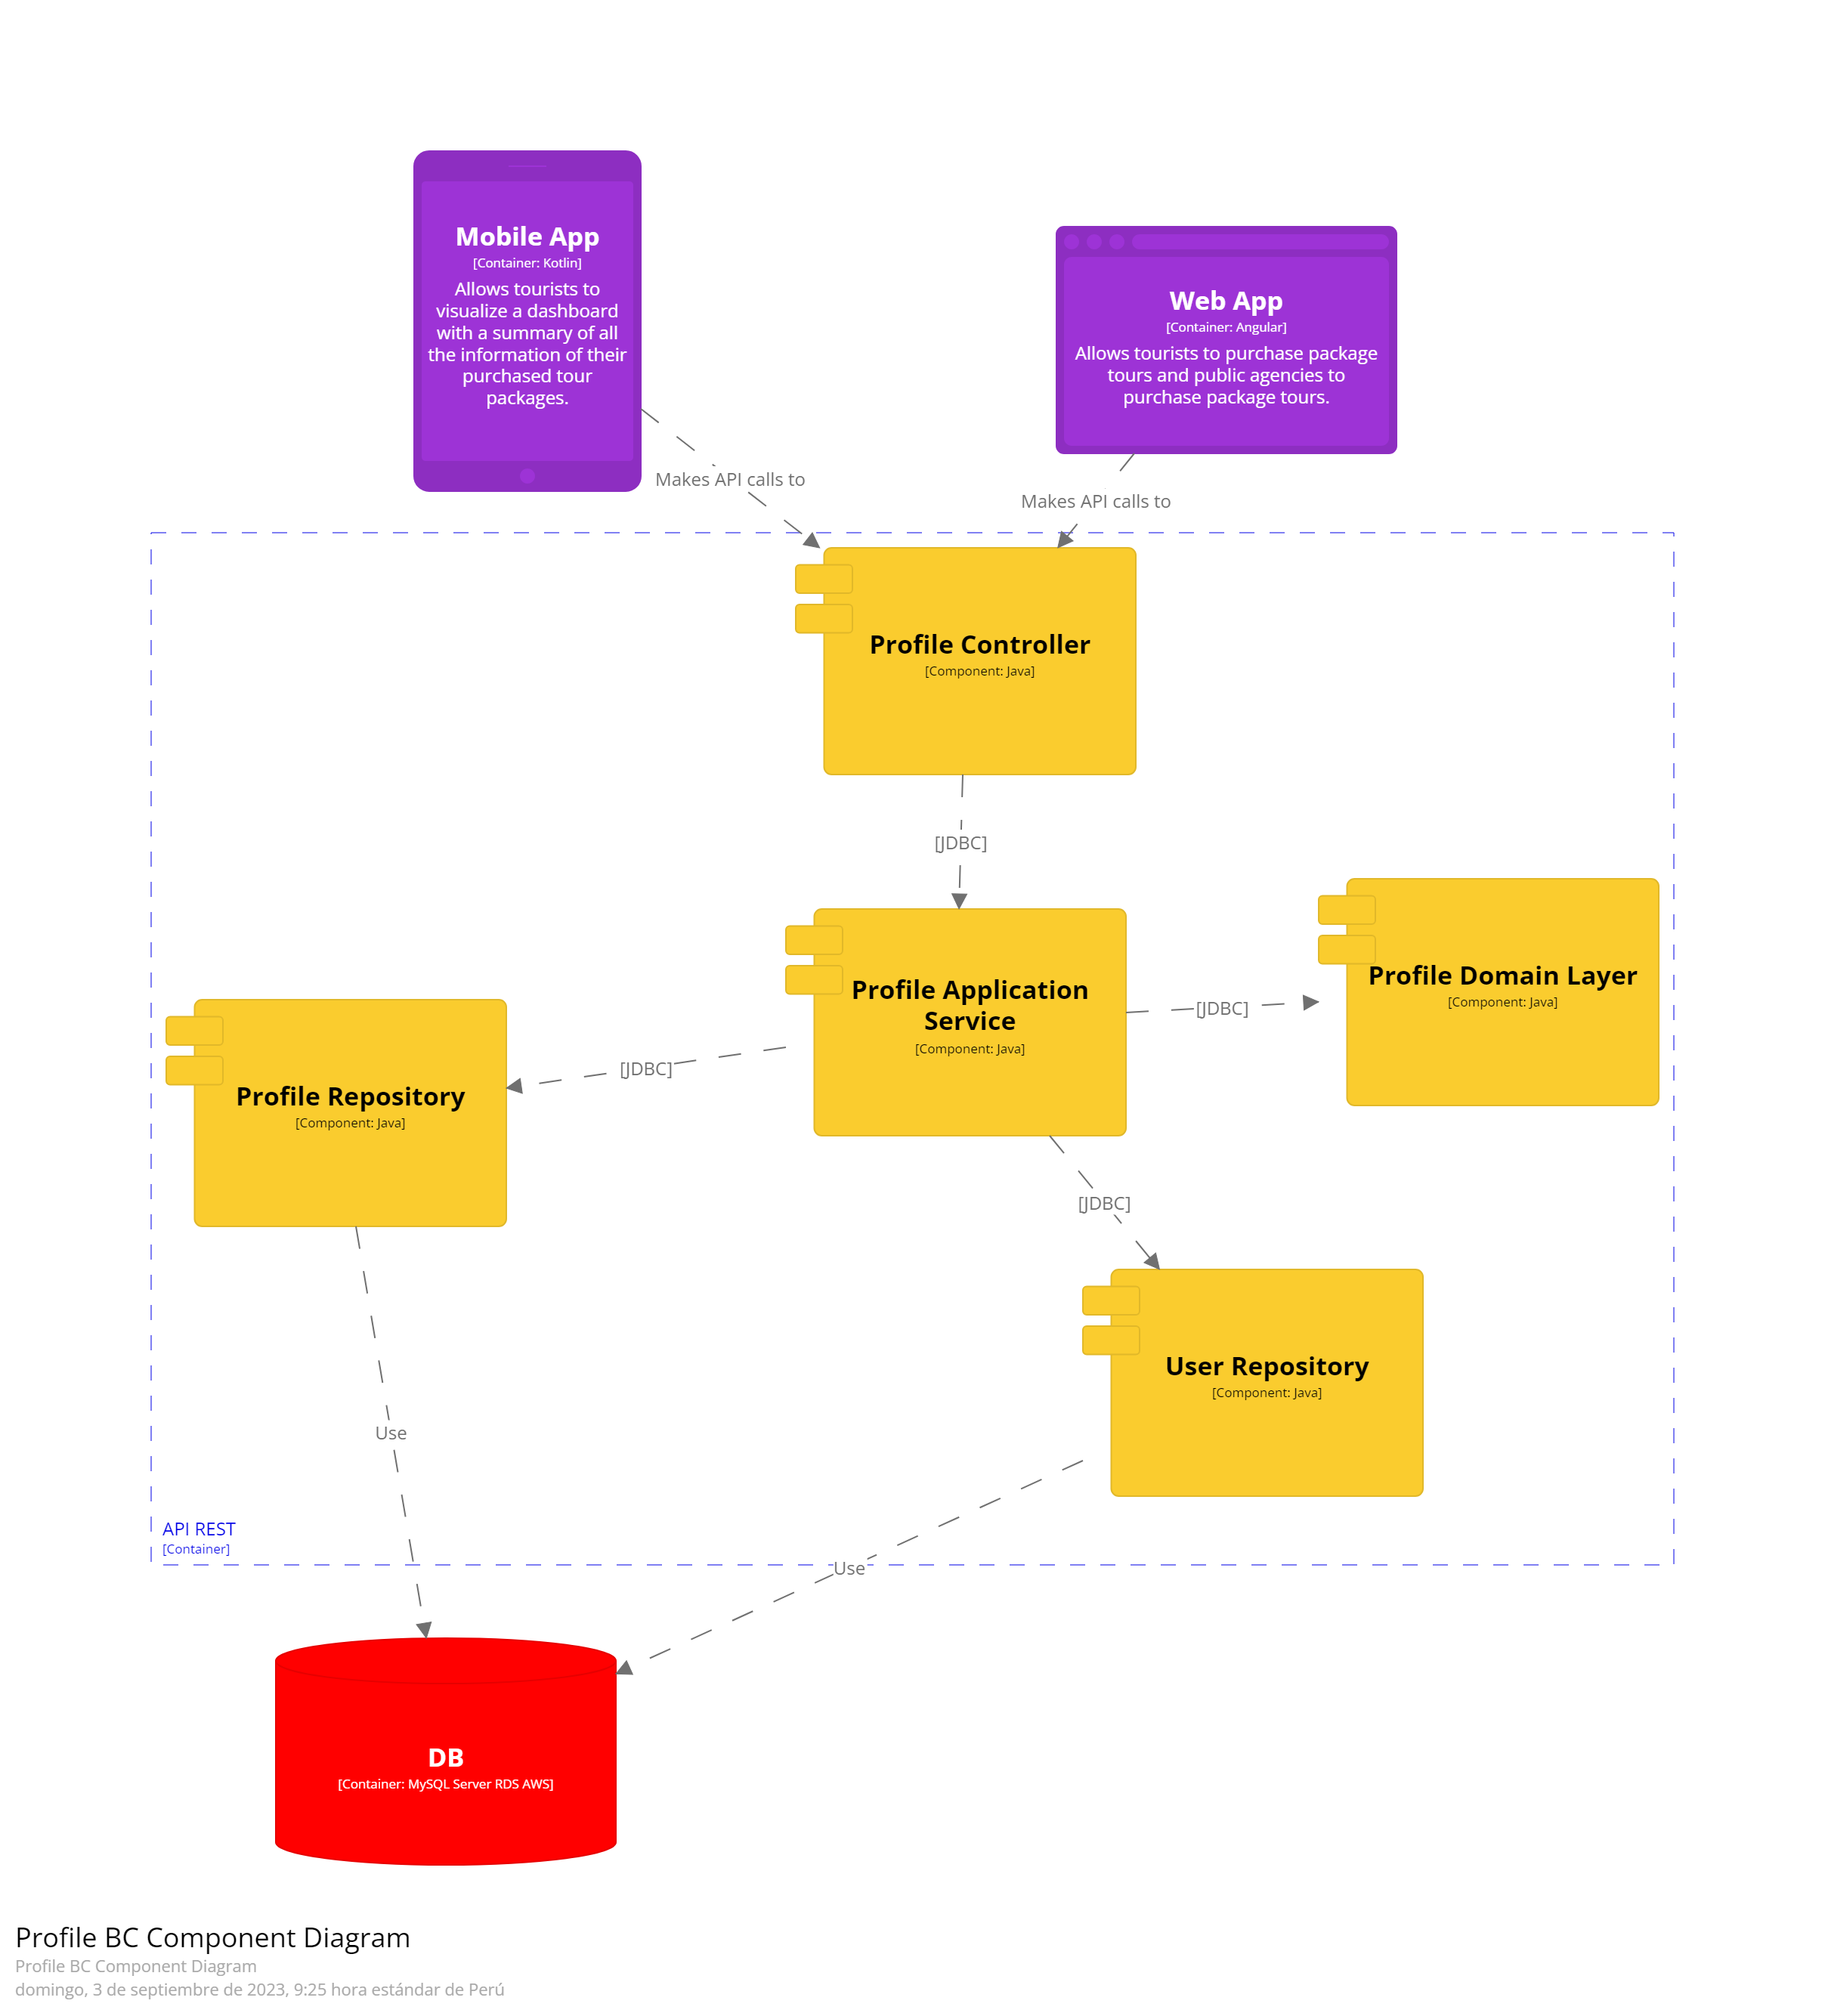 Mobile App
[Container: Kotlin]
Allows tourists to
visualize a dashboard
with a summary of all
the information of their
purchased tour
packages.
Web App
[Container: Angular]
Allows tourists to purchase package
tours and public agencies to
purchase package tours.
Makes API calls to
Makes API calls to
Profile Controller
[Component: Java]
[JDBC]
Profile Application
Service
[Component: Java]
[JDBC]
Profile Domain Layer
[Component: Java]
[JDBC]
Profile Repository
[Component: Java]
[JDBC]
User Repository
[Component: Java]
Use
API REST
[Container]
Use
DB
[Container: MySQL Server RDS AWS]
Profile BC Component Diagram
Profile BC Component Diagram
domingo, 3 de septiembre de 2023, 9:25 hora estándar de Perú